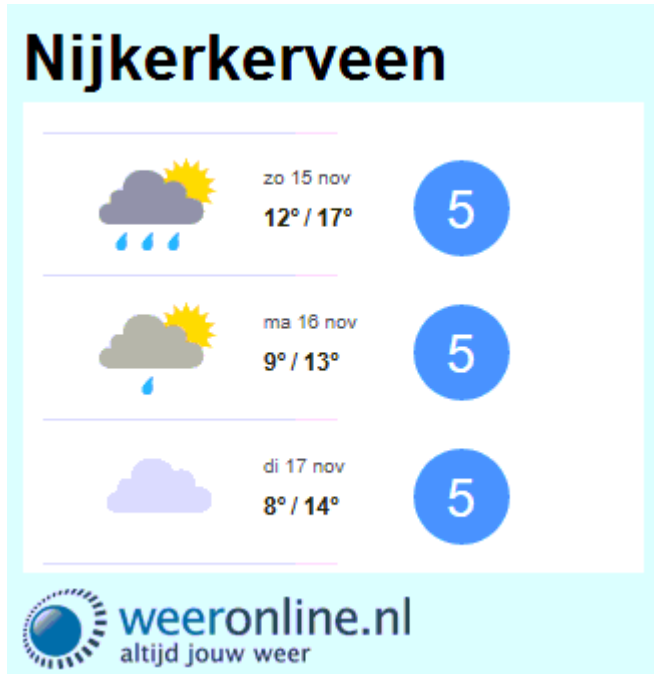 Nijkerkerveen
zo 15 nov
12° / 17°
5
ma 16 nov
9° / 13°
5
di 17 nov
8° / 14°
5
weeronline.nl
altijd jouw weer